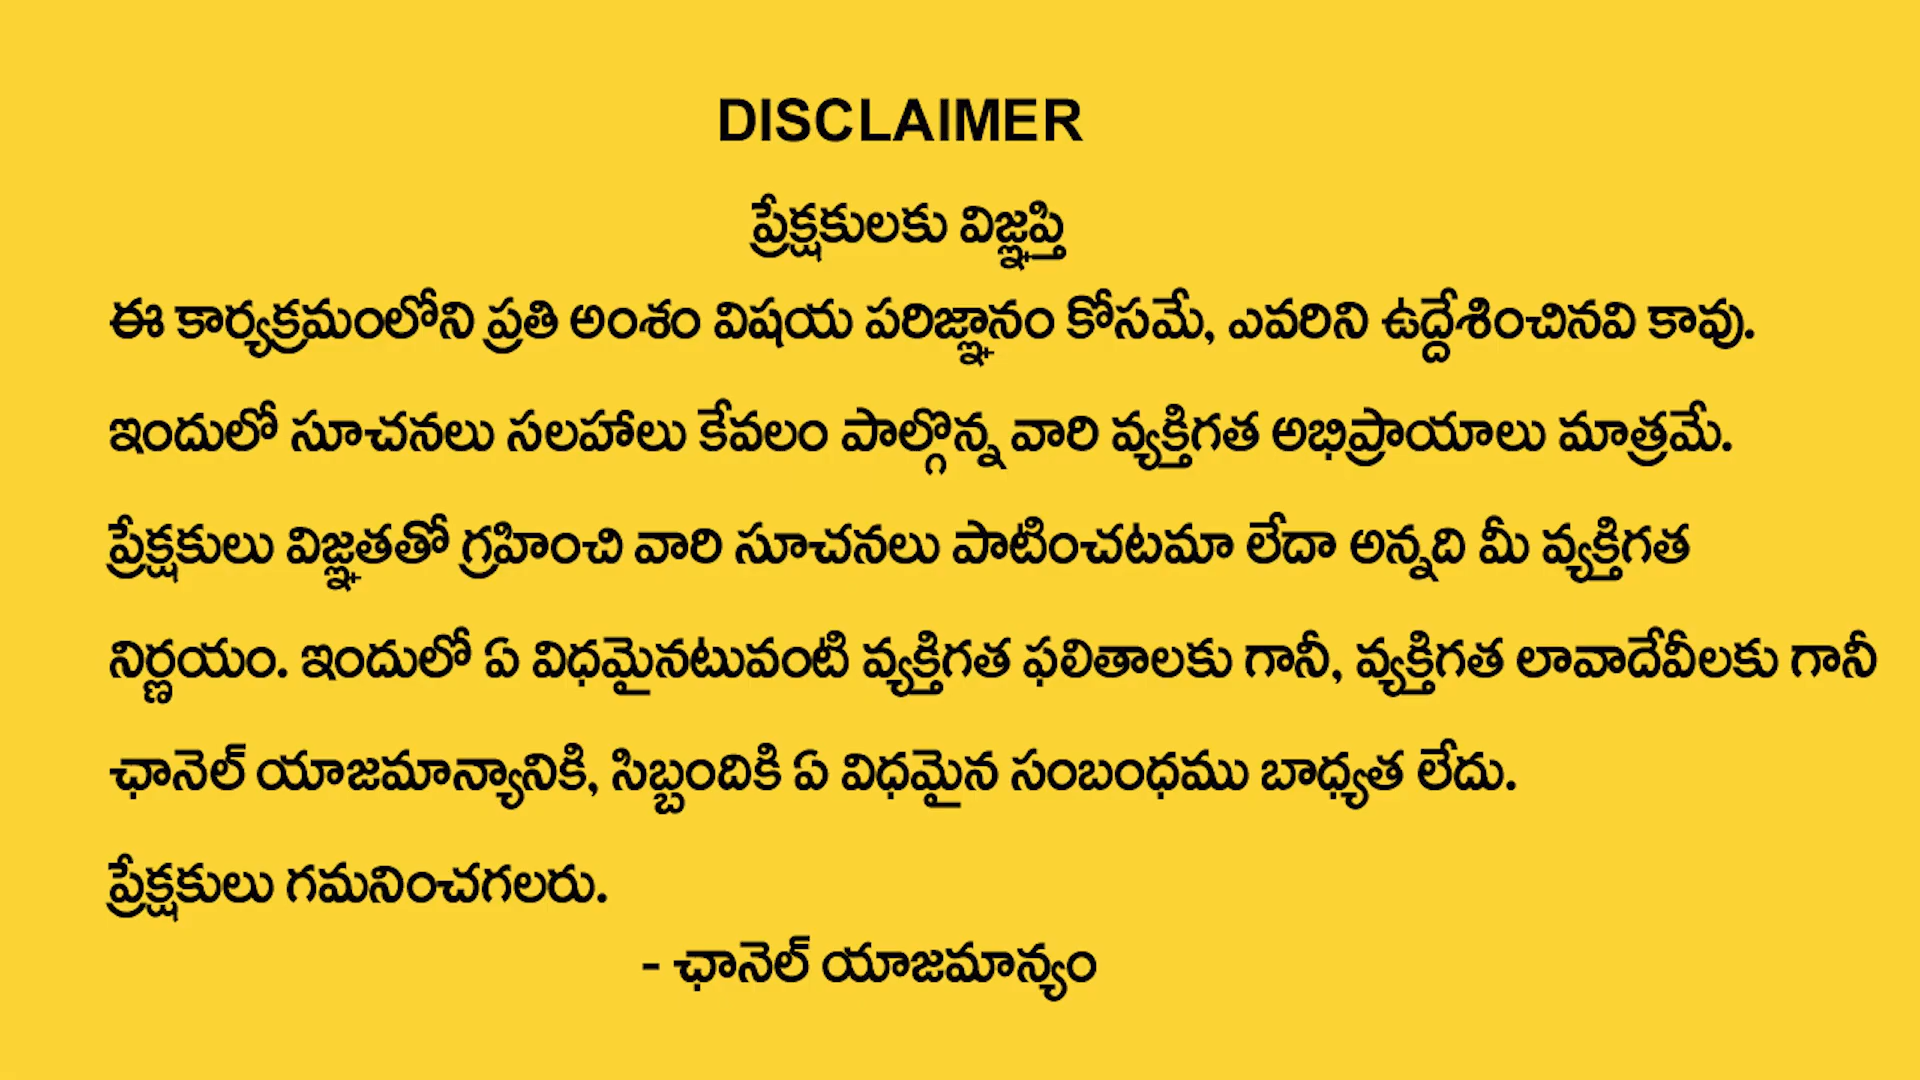 DISCLAIMER
ప్రేక్షకులకు విజ్ఞప్తి
ఈ కార్యక్రమంలోని ప్రతి అంశం విషయ పరిజ్ఞానం కోసమే, ఎవరిని ఉద్దేశించినవి కావు.
ఇందులో సూచనలు సలహాలు కేవలం పాల్గొన్న వారి వ్యక్తిగత అభిప్రాయాలు మాత్రమే.
ప్రేక్షకులు విజ్ఞతతో గ్రహించి వారి సూచనలు పాటించటమా లేదా అన్నది మీ వ్యక్తిగత
నిర్ణయం. ఇందులో ఏ విధమైనటువంటి వ్యక్తిగత ఫలితాలకు గానీ, వ్యక్తిగత లావాదేవీలకు గానీ
ఛానెల్ యాజమాన్యానికి, సిబ్బందికి ఏ విధమైన సంబంధము బాధ్యత లేదు.
ప్రేక్షకులు గమనించగలరు.
- ఛానెల్ యాజమాన్యం